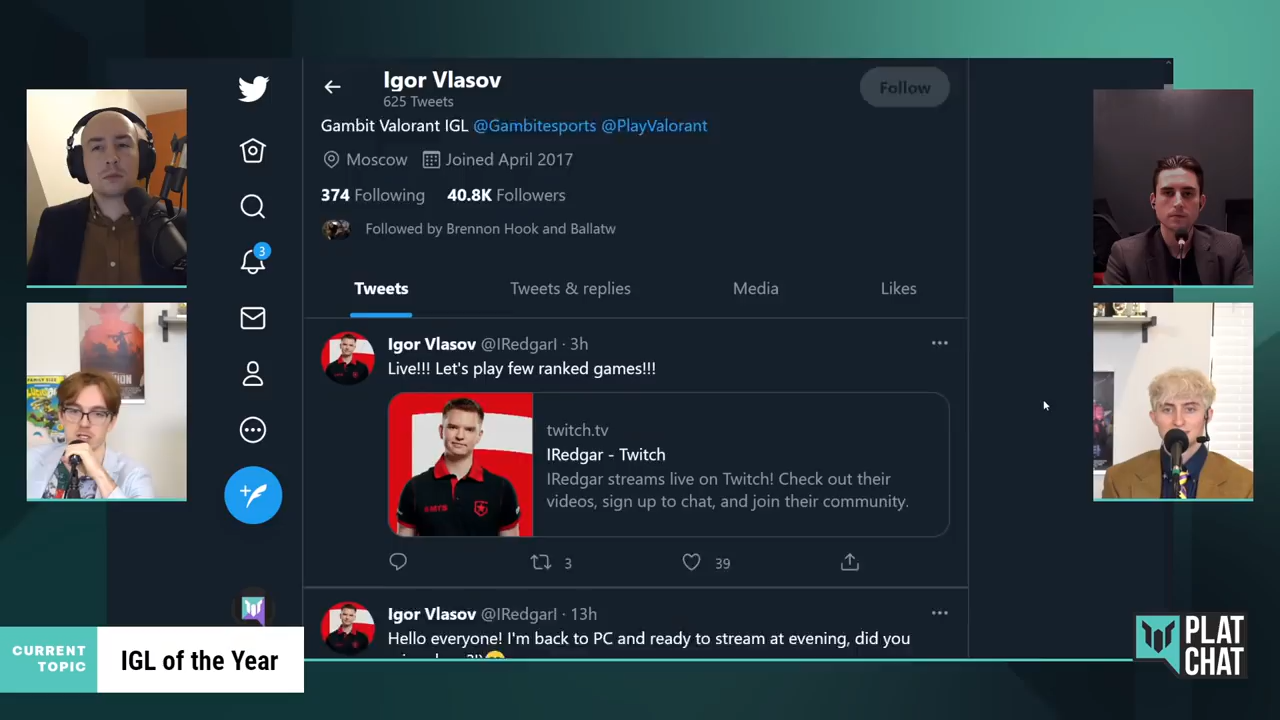 Igor Vlasov
625 Tweets
Follow
Gambit Valorant IGL @Gambitesports @PlayValorant
Moscow Joined April 2017
374 Following 40.8K Followers
Followed by Brennon Hook and Ballatw
3
Tweets Tweets & replies Media Likes
Igor Vlasov @IRedgarI · 3h
Live!!! Let's play few ranked games!!!
twitch.tv
IRedgar - Twitch
IRedgar streams live on Twitch! Check out their
videos, sign up to chat, and join their community.
3 39
Igor Vlasov @IRedgarI · 13h
Hello everyone! I'm back to PC and ready to stream at evening, did you
CURRENT
TOPIC
IGL of the Year
PLAT
CHAT